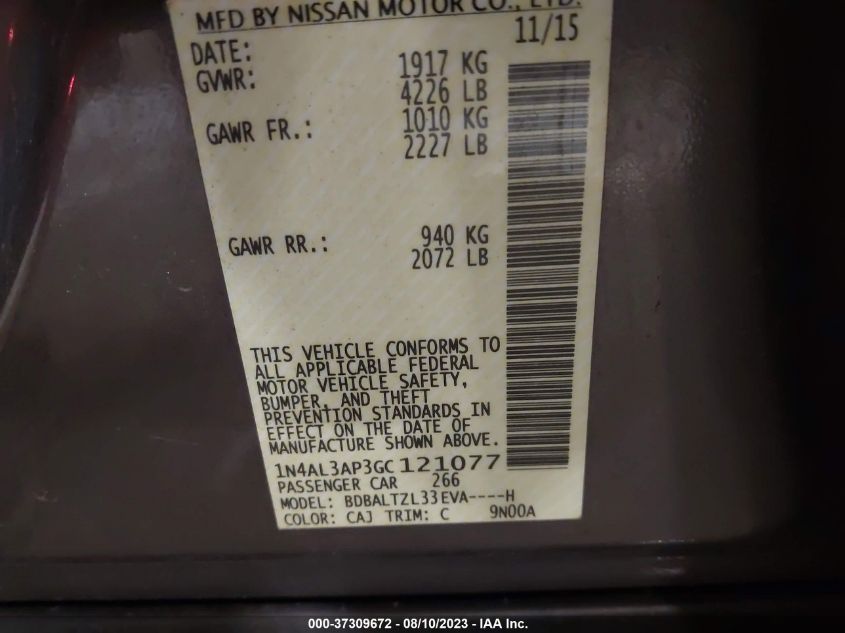 MFD BY NISSAN MOTOR CO., LTD.
DATE: 11/15
GVWR: 1917 KG
4226 LB
GAWR FR.: 1010 KG
2227 LB
GAWR RR.: 940 KG
2072 LB
THIS VEHICLE CONFORMS TO
ALL APPLICABLE FEDERAL
MOTOR VEHICLE SAFETY,
BUMPER, AND THEFT
PREVENTION STANDARDS IN
EFFECT ON THE DATE OF
MANUFACTURE SHOWN ABOVE.
1N4AL3AP3GC121077
PASSENGER CAR 266
MODEL: BDBALTZL33EVA----H
COLOR: CAJ TRIM: C 9N00A
000-37309672 - 08/10/2023 - IAA Inc.